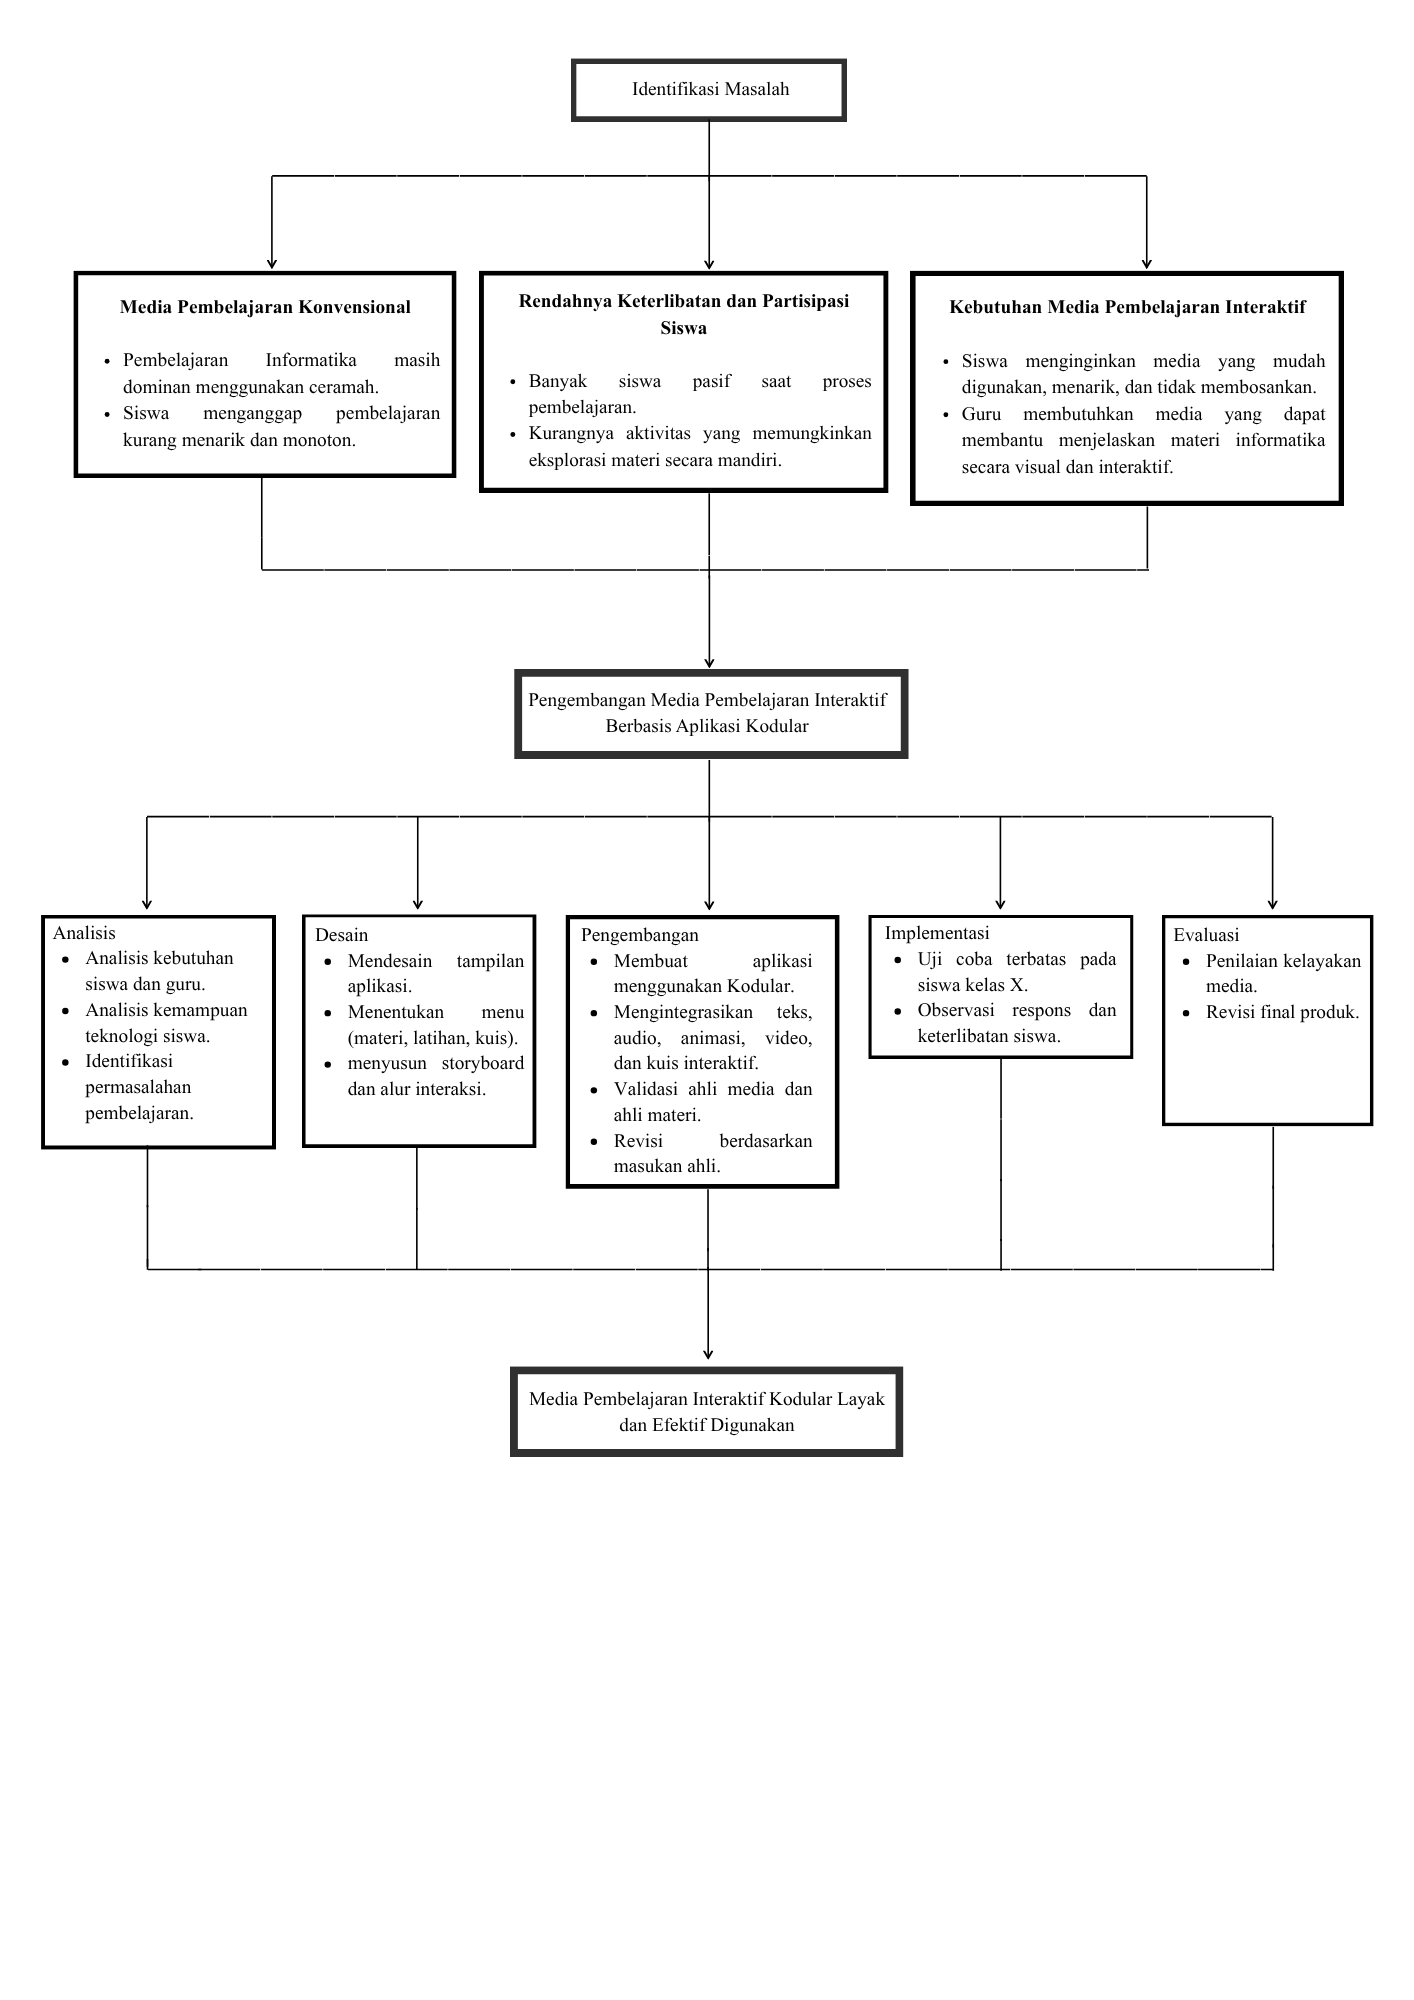 Identifikasi Masalah
Media Pembelajaran Konvensional
• Pembelajaran Informatika masih
dominan menggunakan ceramah.
• Siswa menganggap pembelajaran
kurang menarik dan monoton.
Rendahnya Keterlibatan dan Partisipasi
Siswa
• Banyak siswa pasif saat proses
pembelajaran.
• Kurangnya aktivitas yang memungkinkan
eksplorasi materi secara mandiri.
Kebutuhan Media Pembelajaran Interaktif
• Siswa menginginkan media yang mudah
digunakan, menarik, dan tidak membosankan.
• Guru membutuhkan media yang dapat
membantu menjelaskan materi informatika
secara visual dan interaktif.
Pengembangan Media Pembelajaran Interaktif
Berbasis Aplikasi Kodular
Analisis
• Analisis kebutuhan
siswa dan guru.
• Analisis kemampuan
teknologi siswa.
• Identifikasi
permasalahan
pembelajaran.
Desain
• Mendesain tampilan
aplikasi.
• Menentukan menu
(materi, latihan, kuis).
• menyusun storyboard
dan alur interaksi.
Pengembangan
• Membuat aplikasi
menggunakan Kodular.
• Mengintegrasikan teks,
audio, animasi, video,
dan kuis interaktif.
• Validasi ahli media dan
ahli materi.
• Revisi berdasarkan
masukan ahli.
Implementasi
• Uji coba terbatas pada
siswa kelas X.
• Observasi respons dan
keterlibatan siswa.
Evaluasi
• Penilaian kelayakan
media.
• Revisi final produk.
Media Pembelajaran Interaktif Kodular Layak
dan Efektif Digunakan